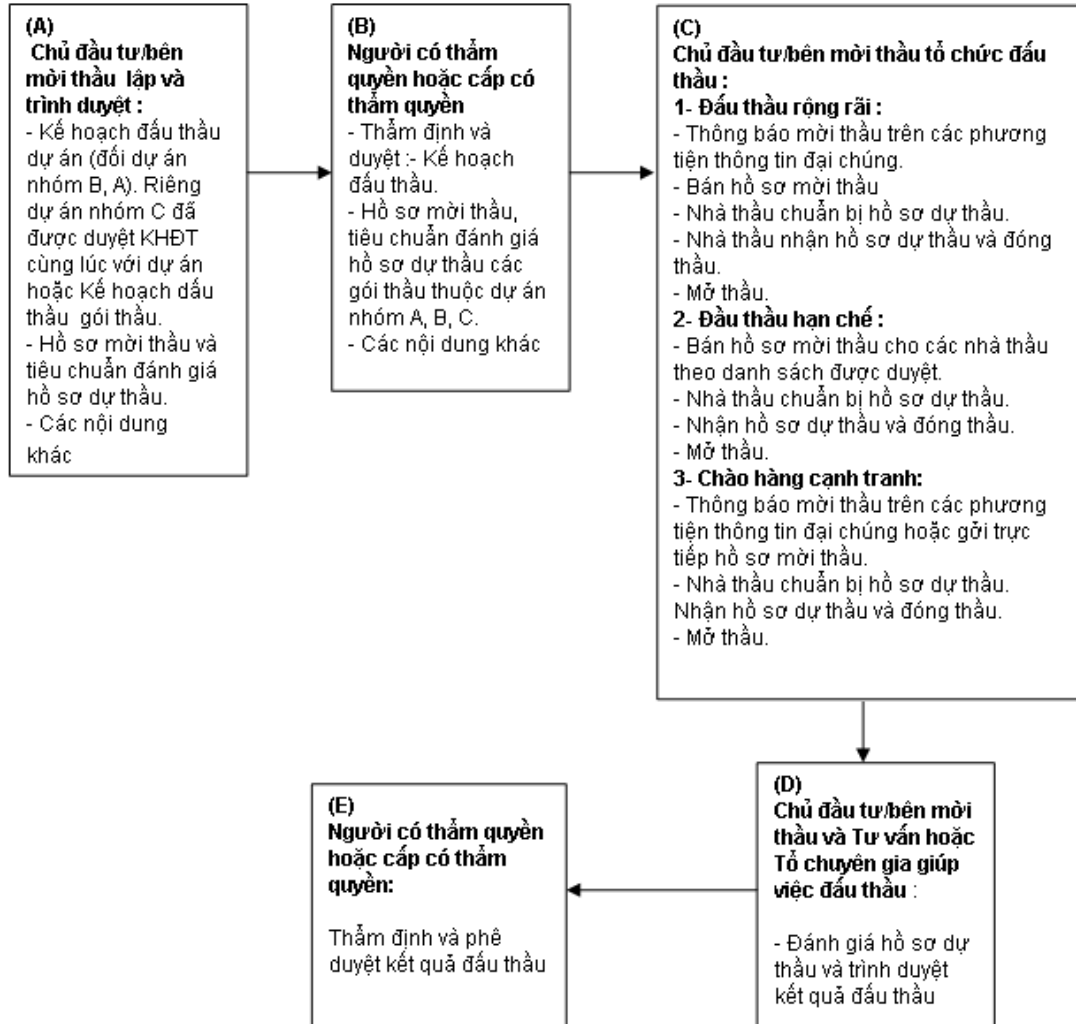 (A)
Chủ đầu tư/bên
mời thầu lập và
trình duyệt :
- Kế hoạch đấu thầu
dự án (đối dự án
nhóm B, A). Riêng
dự án nhóm C đã
được duyệt KHĐT
cùng lúc với dự án
hoặc Kế hoạch dấu
thầu gói thầu.
- Hồ sơ mời thầu và
tiêu chuẩn đánh giá
hồ sơ dự thầu.
- Các nội dung
khác
(B)
Người có thẩm
quyền hoặc cấp có
thẩm quyền
- Thẩm định và
duyệt :- Kế hoạch
đấu thầu.
- Hồ sơ mời thầu,
tiêu chuẩn đánh giá
hồ sơ dự thầu các
gói thầu thuộc dự án
nhóm A, B, C.
- Các nội dung khác
(C)
Chủ đầu tư/bên mời thầu tổ chức đấu
thầu :
1- Đấu thầu rộng rãi :
- Thông báo mời thầu trên các phương
tiện thông tin đại chúng.
- Bán hồ sơ mời thầu
- Nhà thầu chuẩn bị hồ sơ dự thầu.
- Nhà thầu nhận hồ sơ dự thầu và đóng
thầu.
- Mở thầu.
2- Đầu thầu hạn chế :
- Bán hồ sơ mời thầu cho các nhà thầu
theo danh sách được duyệt.
- Nhà thầu chuẩn bị hồ sơ dự thầu.
- Nhận hồ sơ dự thầu và đóng thầu.
- Mở thầu.
3- Chào hàng cạnh tranh:
- Thông báo mời thầu trên các phương
tiện thông tin đại chúng hoặc gởi trực
tiếp hồ sơ mời thầu.
- Nhà thầu chuẩn bị hồ sơ dự thầu.
Nhận hồ sơ dự thầu và đóng thầu.
- Mở thầu.
(D)
Chủ đầu tư/bên mời
thầu và Tư vấn hoặc
Tổ chuyên gia giúp
việc đấu thầu :
- Đánh giá hồ sơ dự
thầu và trình duyệt
kết quả đấu thầu
(E)
Người có thẩm quyền
hoặc cấp có thẩm
quyền:
Thẩm định và phê
duyệt kết quả đấu thầu